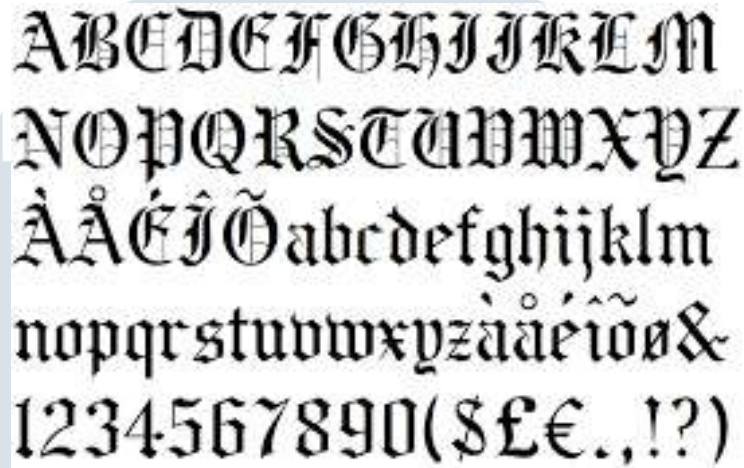 ABCDEFGHIJKLM
NOPQRSTUVWXYZ
ÀÅÉÎÕabcdefghijklm
nopqrstuvwxyzàåéîõø&
1234567890($£€.,!?)